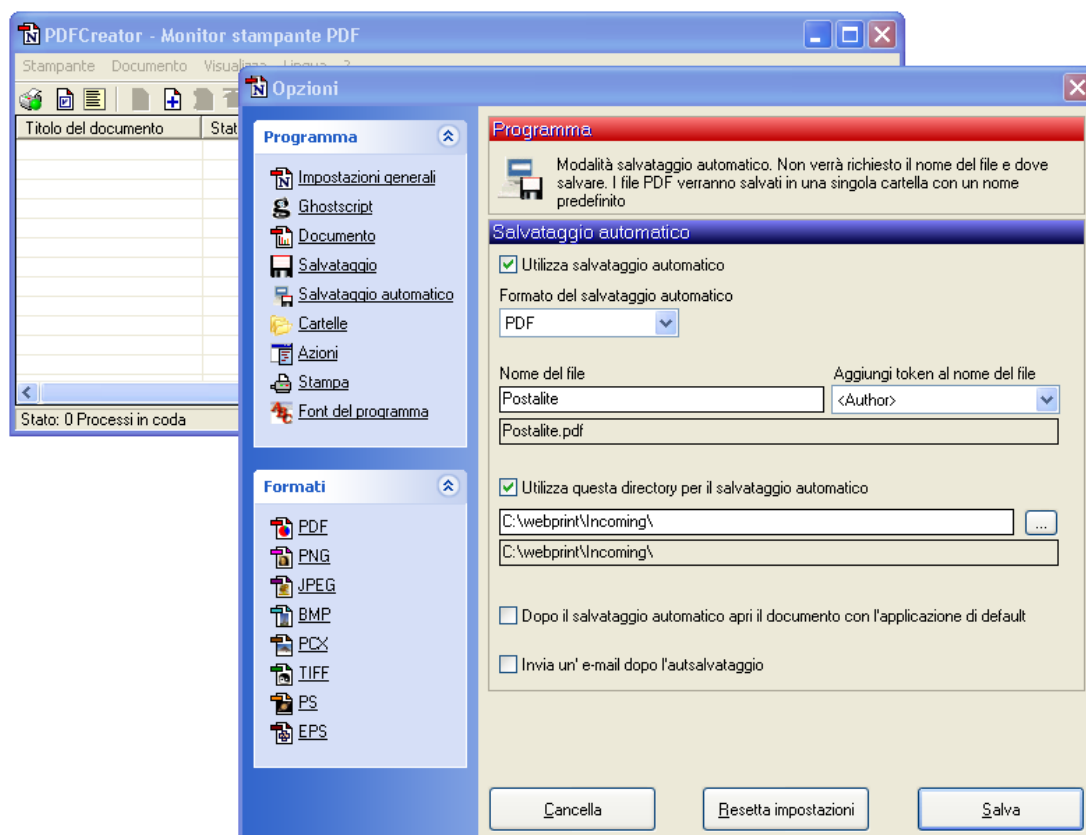 PDFCreator - Monitor stampante PDF
Stampante Documento Visualizza Lingua ?
Titolo del documento Stat
Stato: 0 Processi in coda
Opzioni
Programma
Impostazioni generali
Ghostscript
Documento
Salvataggio
Salvataggio automatico
Cartelle
Azioni
Stampa
Font del programma
Formati
PDF
PNG
JPEG
BMP
PCX
TIFF
PS
EPS
Programma
Modalità salvataggio automatico. Non verrà richiesto il nome del file e dove
salvare. I file PDF verranno salvati in una singola cartella con un nome
predefinito
Salvataggio automatico
Utilizza salvataggio automatico
Formato del salvataggio automatico
PDF
Nome del file Aggiungi token al nome del file
Postalite <Author>
Postalite.pdf
Utilizza questa directory per il salvataggio automatico
C:\webprint\Incoming\ ...
C:\webprint\Incoming\
Dopo il salvataggio automatico apri il documento con l'applicazione di default
Invia un' e-mail dopo l'autsalvataggio
Cancella Resetta impostazioni Salva